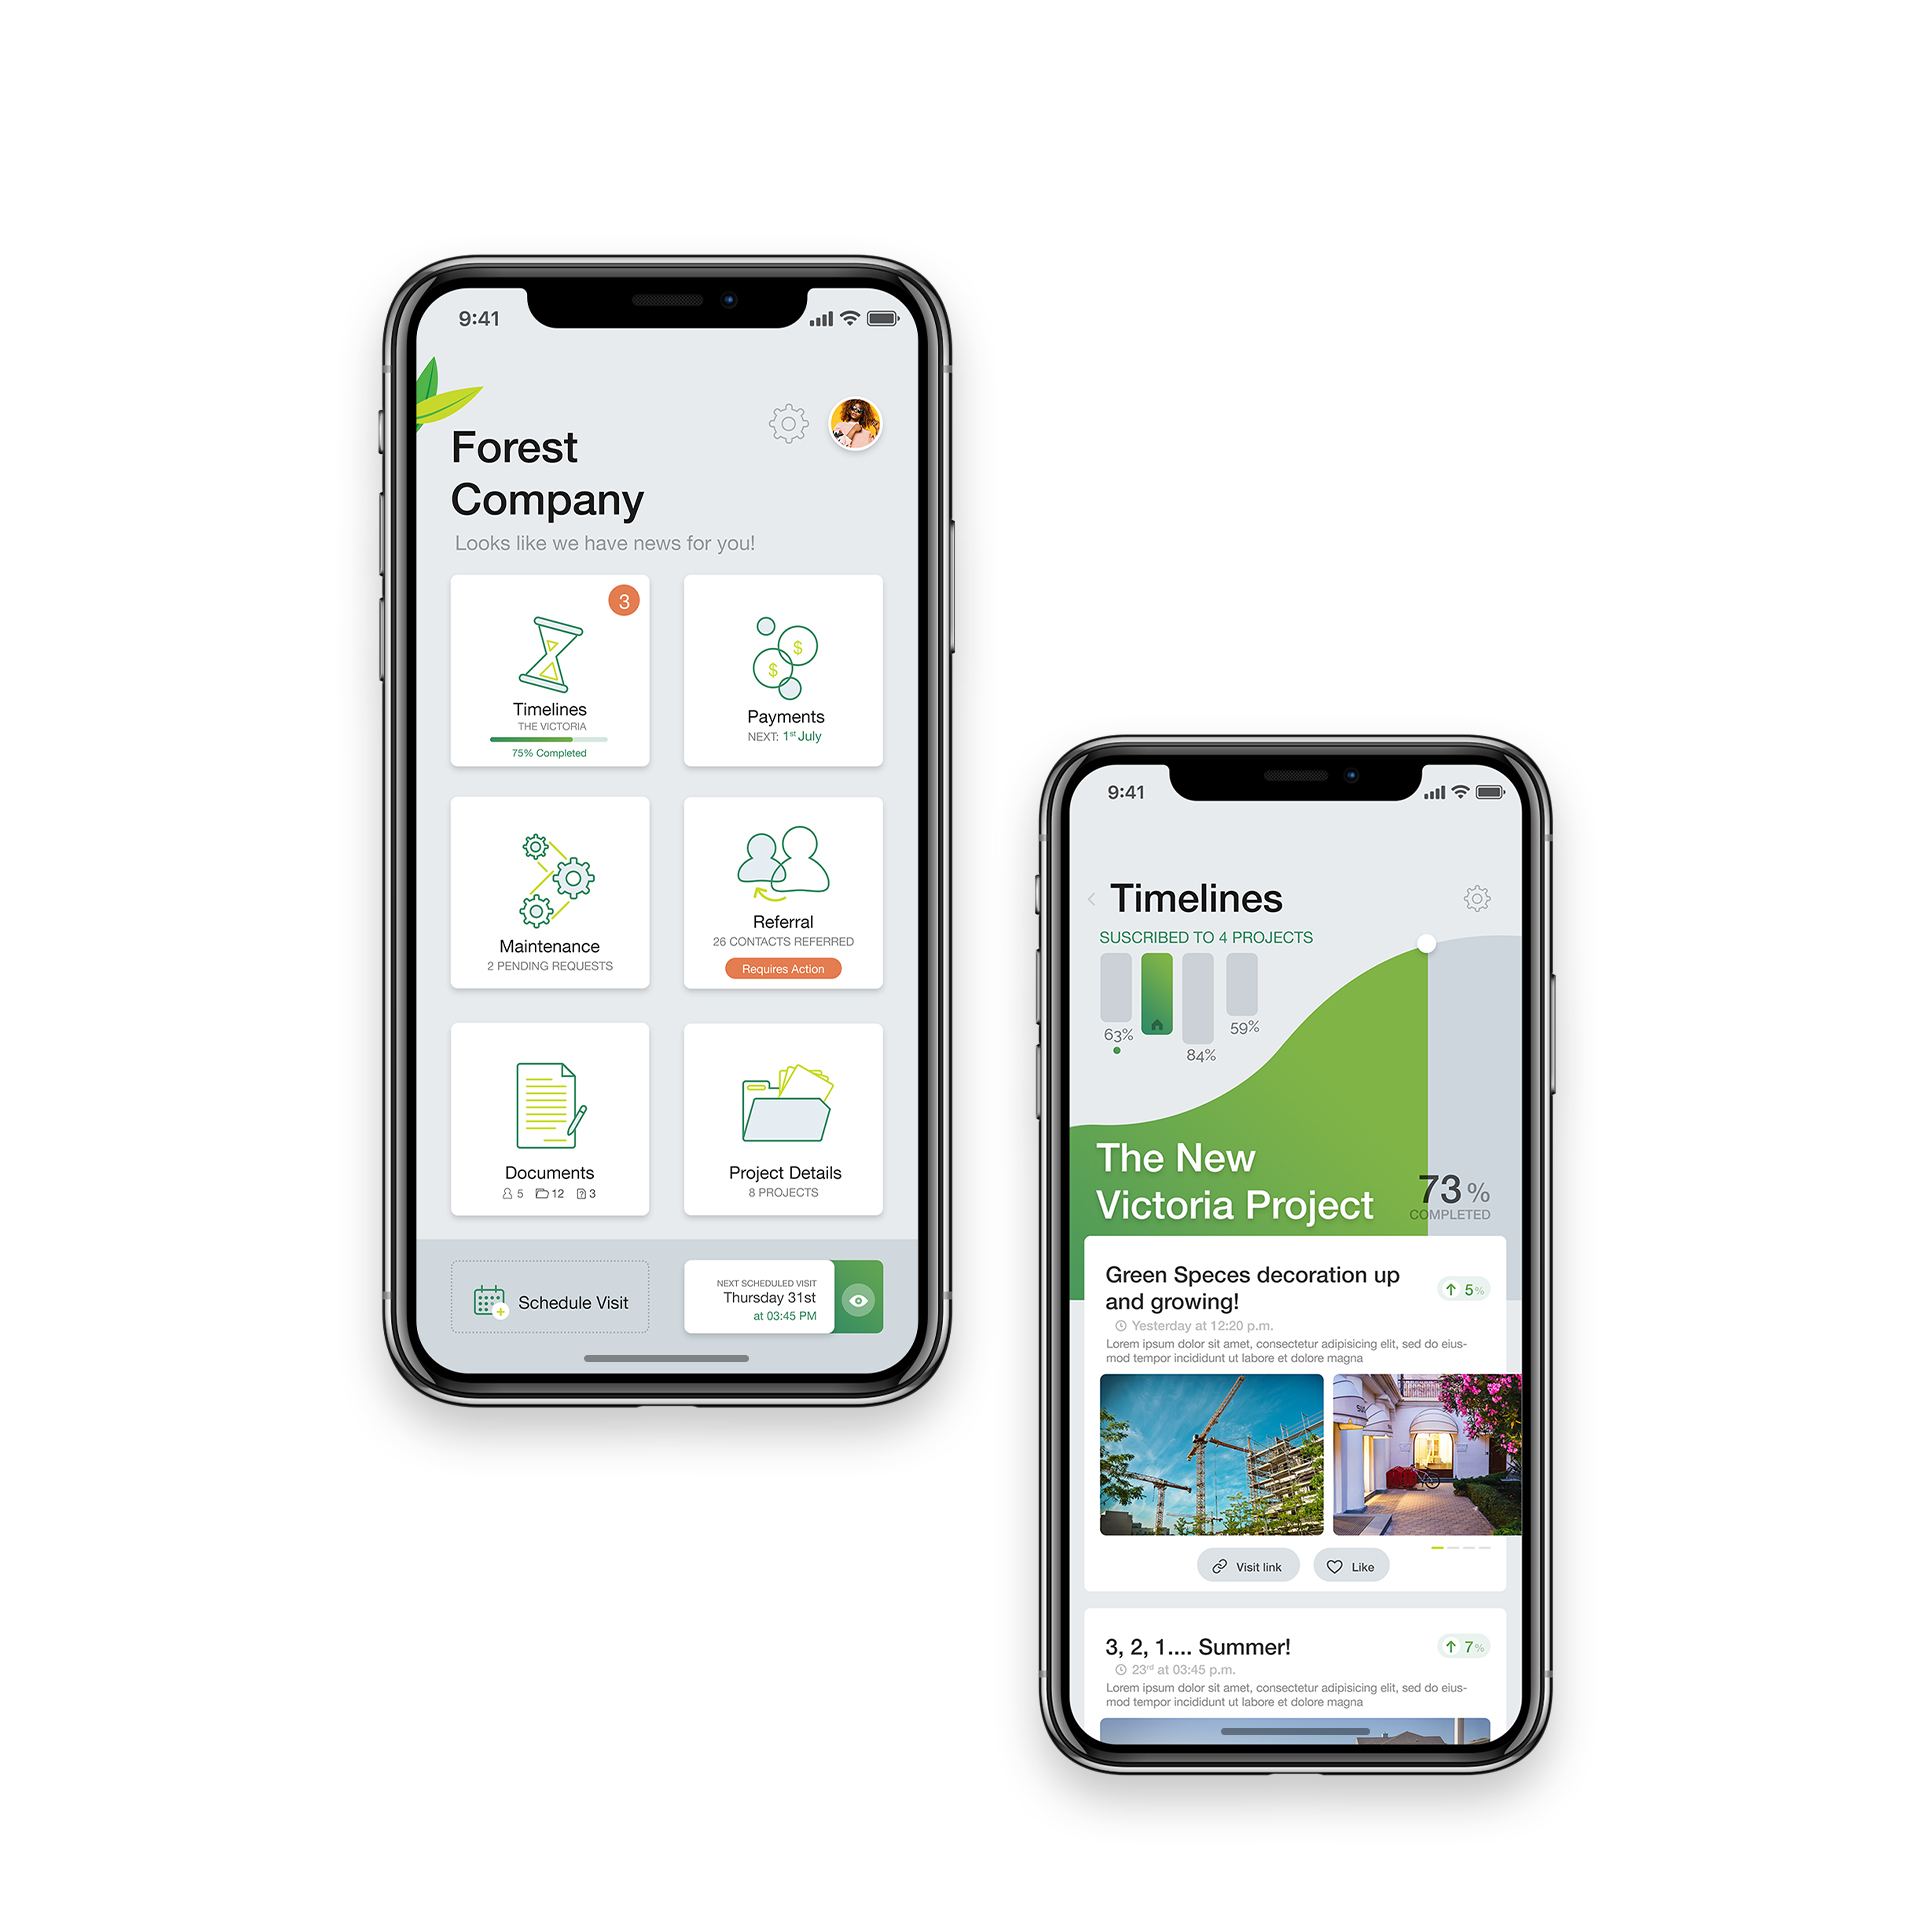 9:41
Forest
Company
Looks like we have news for you!
3
Timelines
THE VICTORIA
75% Completed
$
$
Payments
NEXT: 1st July
Maintenance
2 PENDING REQUESTS
Referral
26 CONTACTS REFERRED
Requires Action
Documents
5 12 3
Project Details
8 PROJECTS
Schedule Visit
NEXT SCHEDULED VISIT
Thursday 31st
at 03:45 PM
9:41
Timelines
SUSCRIBED TO 4 PROJECTS
63%
84%
59%
The New
Victoria Project
73 %
COMPLETED
Green Speces decoration up
and growing!
5%
Yesterday at 12:20 p.m.
Lorem ipsum dolor sit amet, consectetur adipisicing elit, sed do eius-
mod tempor incididunt ut labore et dolore magna
Visit link
Like
3, 2, 1.... Summer!
7%
23rd at 03:45 p.m.
Lorem ipsum dolor sit amet, consectetur adipisicing elit, sed do eius-
mod tempor incididunt ut labore et dolore magna